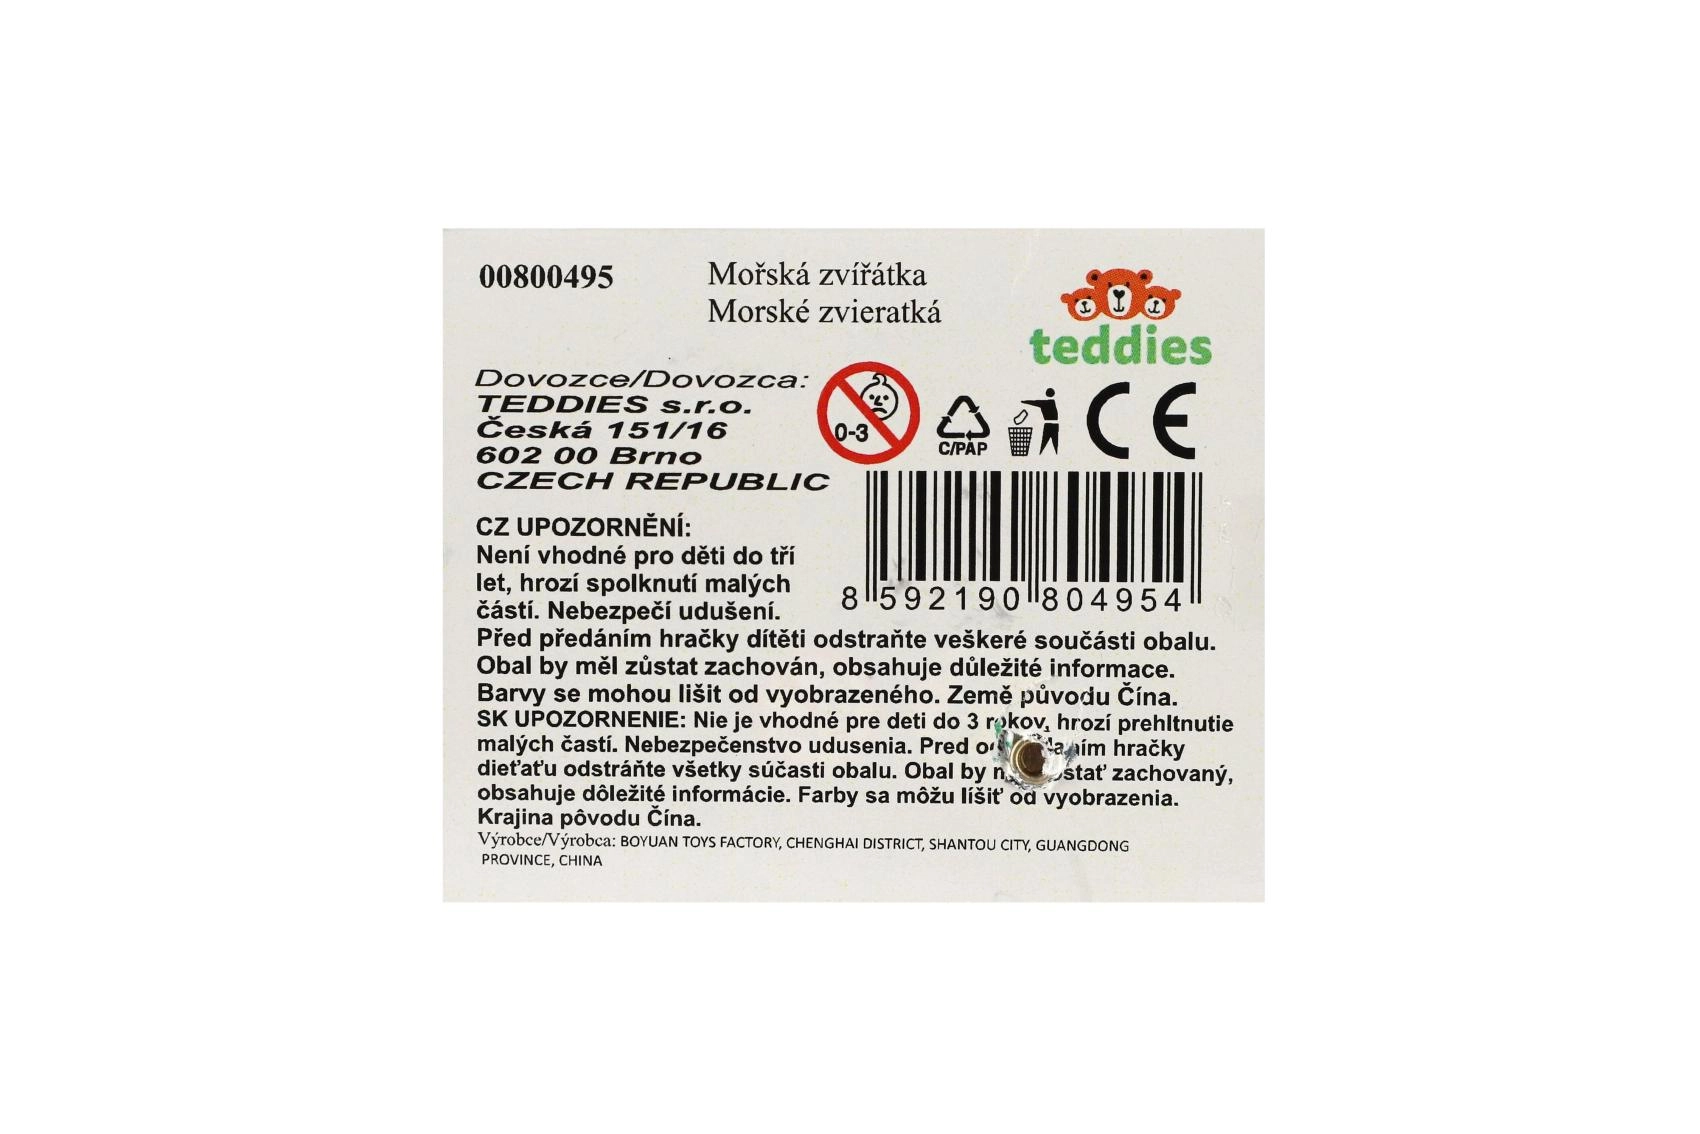 00800495
Mořská zvířátka
Morské zvieratká
teddies
Dovozce/Dovozca:
TEDDIES s.r.o.
Česká 151/16
602 00 Brno
CZECH REPUBLIC
0-3
C/PAP
CE
CZ UPOZORNĚNÍ:
Není vhodné pro děti do tří
let, hrozí spolknutí malých
částí. Nebezpečí udušení.
8 592190 804954
Před předáním hračky dítěti odstraňte veškeré součásti obalu.
Obal by měl zůstat zachován, obsahuje důležité informace.
Barvy se mohou lišit od vyobrazeného. Země původu Čína.
SK UPOZORNENIE: Nie je vhodné pre deti do 3 rokov, hrozí prehltnutie
malých častí. Nebezpečenstvo udusenia. Pred hračky
dieťaťu odstráňte všetky súčasti obalu. Obal by zachovaný,
obsahuje dôležité informácie. Farby sa môžu líšiť od vyobrazenia.
Krajina pôvodu Čína.
Výrobce/Výrobca: BOYUAN TOYS FACTORY, CHENGHAI DISTRICT, SHANTOU CITY, GUANGDONG
PROVINCE, CHINA